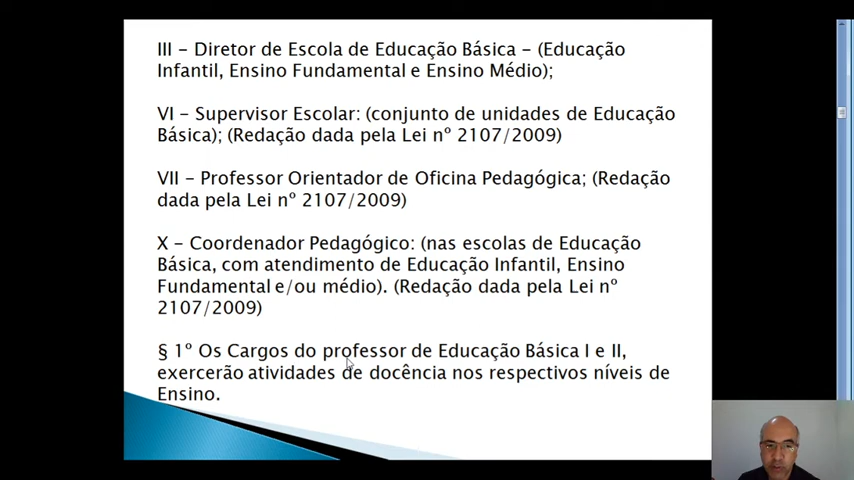 III – Diretor de Escola de Educação Básica – (Educação
Infantil, Ensino Fundamental e Ensino Médio);
VI – Supervisor Escolar: (conjunto de unidades de Educação
Básica); (Redação dada pela Lei nº 2107/2009)
VII – Professor Orientador de Oficina Pedagógica; (Redação
dada pela Lei nº 2107/2009)
X – Coordenador Pedagógico: (nas escolas de Educação
Básica, com atendimento de Educação Infantil, Ensino
Fundamental e/ou médio). (Redação dada pela Lei nº
2107/2009)
§ 1º Os Cargos do professor de Educação Básica I e II,
exercerão atividades de docência nos respectivos níveis de
Ensino.